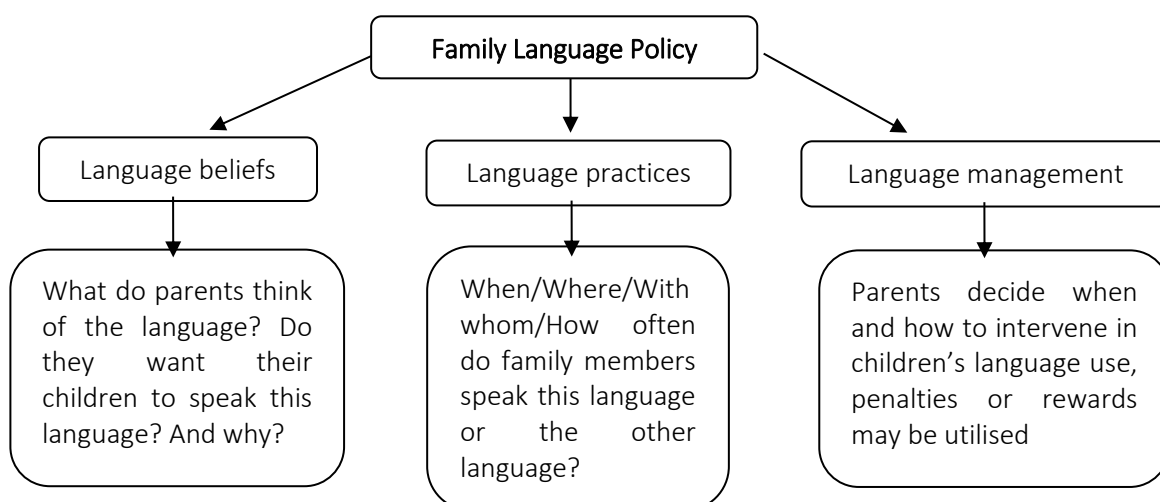 Family Language Policy
Language beliefs
Language practices
Language management
What do parents think
of the language? Do
they want their
children to speak this
language? And why?
When/Where/With
whom/How often
do family members
speak this language
or the other
language?
Parents decide when
and how to intervene in
children’s language use,
penalties or rewards
may be utilised